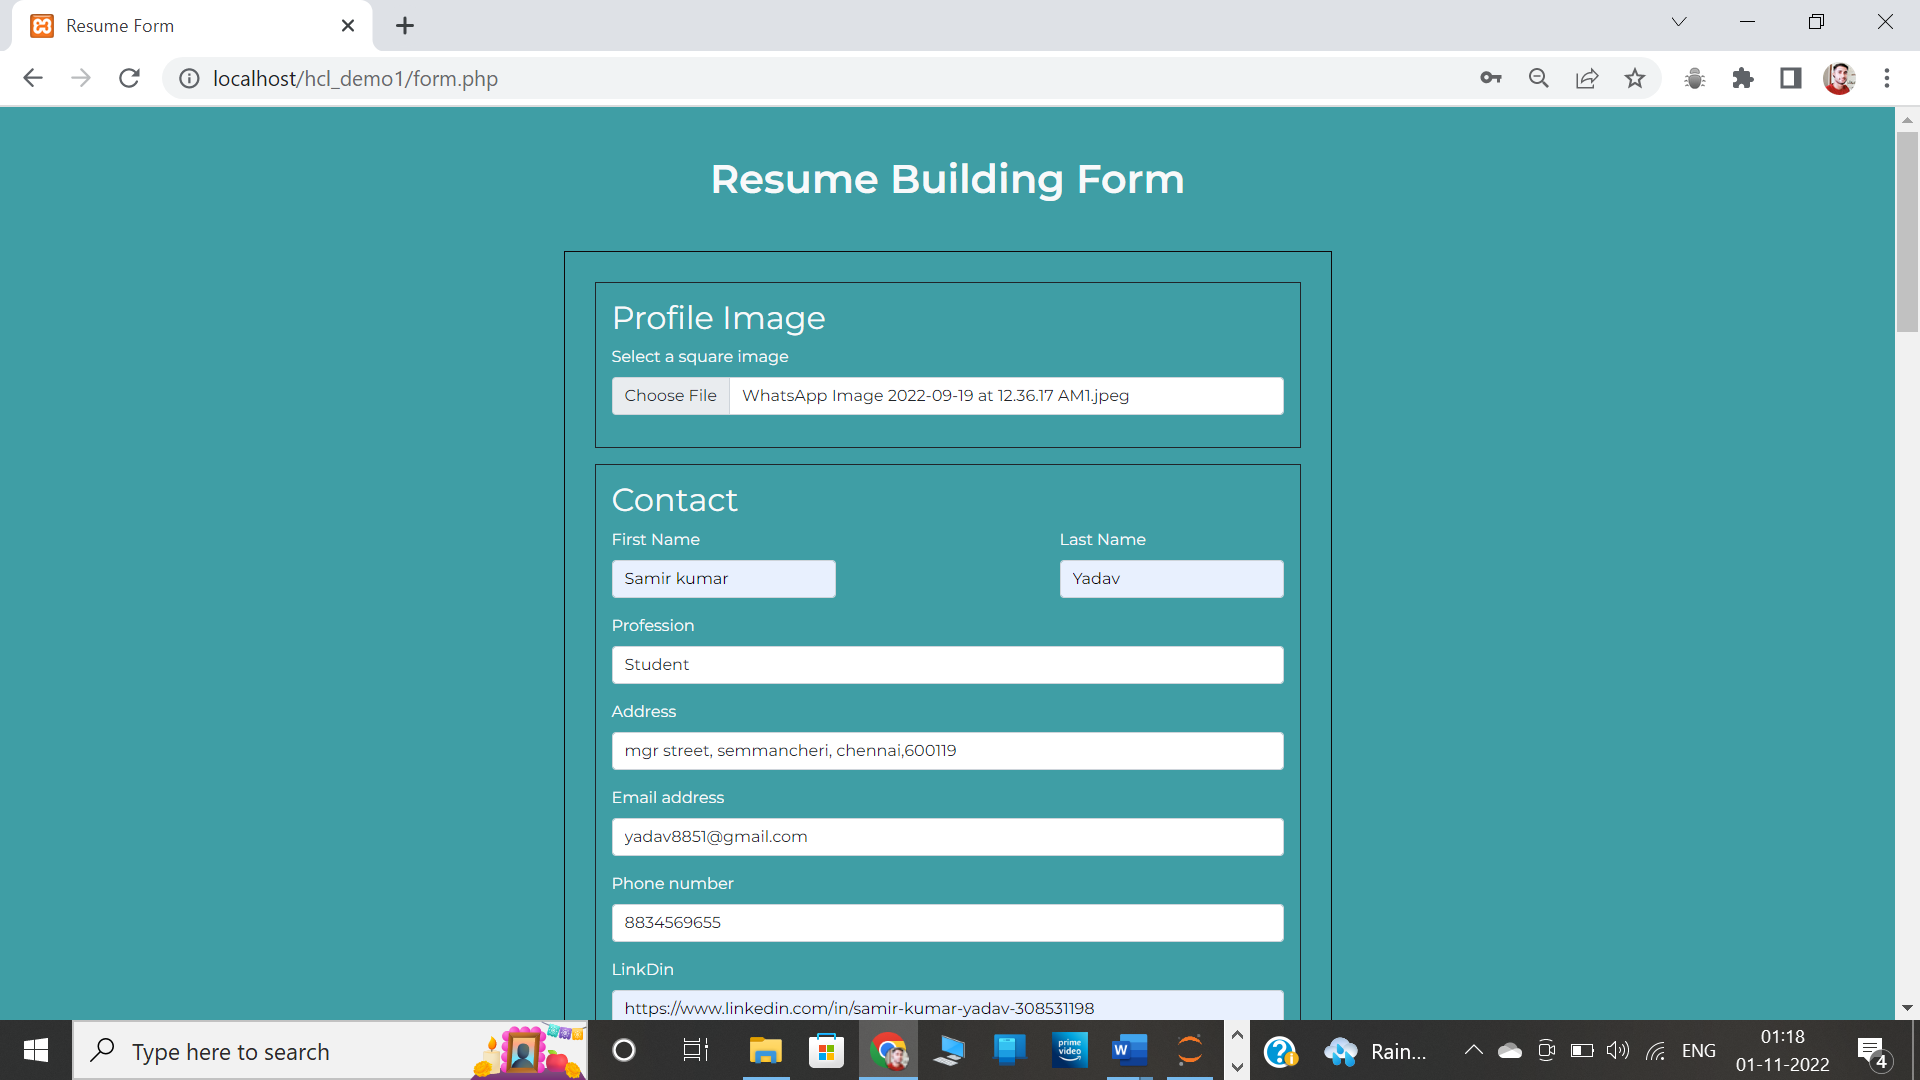 Resume Form
localhost/hcl_demo1/form.php
Resume Building Form
Profile Image
Select a square image
Choose File WhatsApp Image 2022-09-19 at 12.36.17 AM1.jpeg
Contact
First Name Last Name
Samir kumar Yadav
Profession
Student
Address
mgr street, semmancheri, chennai,600119
Email address
yadav8851@gmail.com
Phone number
8834569655
LinkDin
https://www.linkedin.com/in/samir-kumar-yadav-308531198
Type here to search
prime video
W
Rain...
ENG
01:18
01-11-2022
4